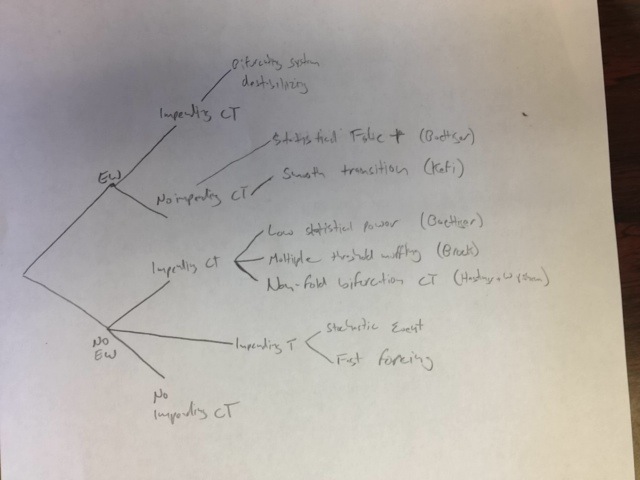 Bifurcating system
destibilizing
Impending CT
Statistical False + (Boettiger)
EW
Smooth transition (Kefi)
No impending CT
Low statistical power (Boettiger)
Impending CT
Multiple threshold muffling (Brock)
Non-fold bifurcation CT (Hastings + Wysham)
Stochastic Event
NO
EW
Impending T
Fast forcing
No
Impending CT